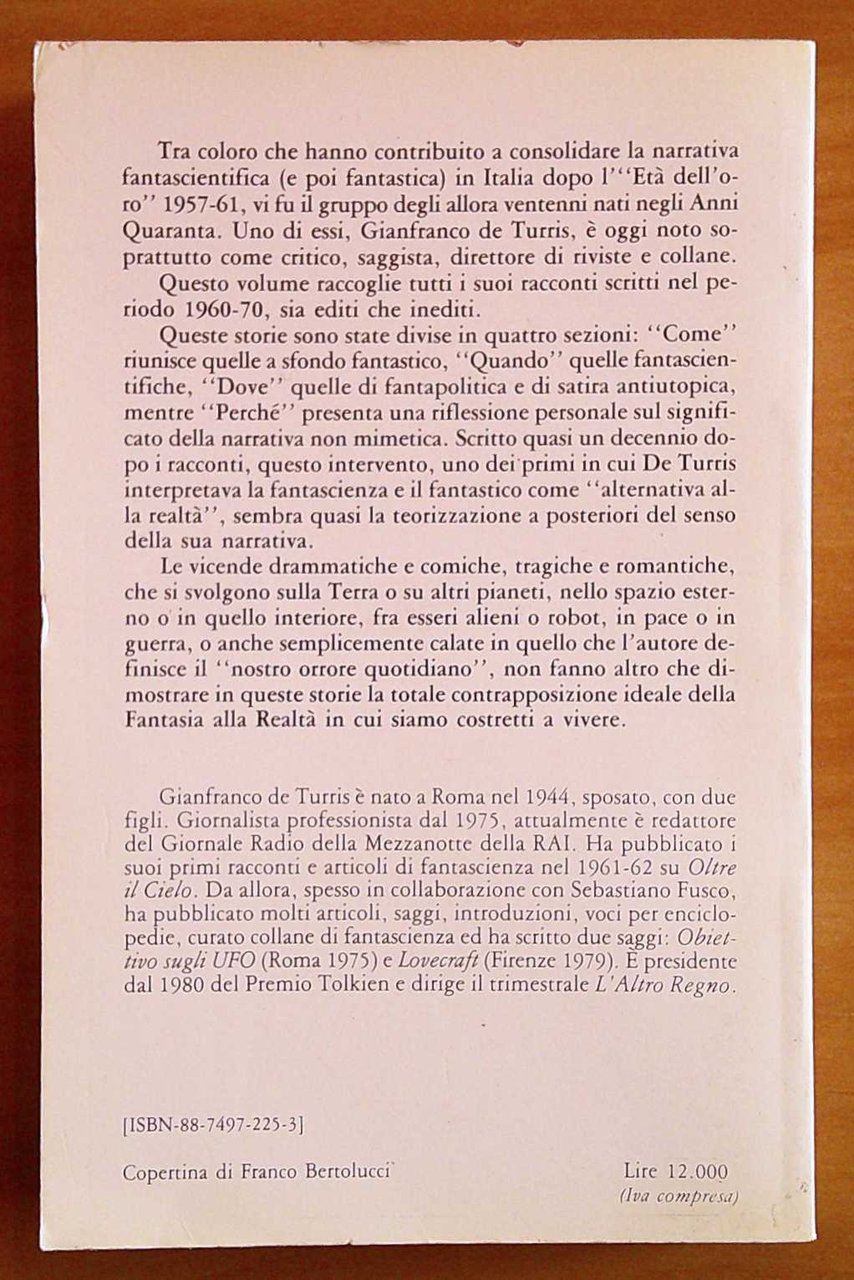 Tra coloro che hanno contribuito a consolidare la narrativa
fantascientifica (e poi fantastica) in Italia dopo l'‘‘Età dell'o-
ro’’ 1957-61, vi fu il gruppo degli allora ventenni nati negli Anni
Quaranta. Uno di essi, Gianfranco de Turris, è oggi noto so-
prattutto come critico, saggista, direttore di riviste e collane.
Questo volume raccoglie tutti i suoi racconti scritti nel pe-
riodo 1960-70, sia editi che inediti.
Queste storie sono state divise in quattro sezioni: ‘‘Come’’
riunisce quelle a sfondo fantastico, ‘‘Quando’’ quelle fantascien-
tifiche, ‘‘Dove’’ quelle di fantapolitica e di satira antiutopica,
mentre ‘‘Perché’’ presenta una riflessione personale sul signifi-
cato della narrativa non mimetica. Scritto quasi un decennio do-
po i racconti, questo intervento, uno dei primi in cui De Turris
interpretava la fantascienza e il fantastico come ‘‘alternativa al-
la realtà’’, sembra quasi la teorizzazione a posteriori del senso
della sua narrativa.
Le vicende drammatiche e comiche, tragiche e romantiche,
che si svolgono sulla Terra o su altri pianeti, nello spazio ester-
no o in quello interiore, fra esseri alieni o robot, in pace o in
guerra, o anche semplicemente calate in quello che l'autore de-
finisce il ‘‘nostro orrore quotidiano’’, non fanno altro che di-
mostrare in queste storie la totale contrapposizione ideale della
Fantasia alla Realtà in cui siamo costretti a vivere.
Gianfranco de Turris è nato a Roma nel 1944, sposato, con due
figli. Giornalista professionista dal 1975, attualmente è redattore
del Giornale Radio della Mezzanotte della RAI. Ha pubblicato i
suoi primi racconti e articoli di fantascienza nel 1961-62 su Oltre
il Cielo. Da allora, spesso in collaborazione con Sebastiano Fusco,
ha pubblicato molti articoli, saggi, introduzioni, voci per enciclo-
pedie, curato collane di fantascienza ed ha scritto due saggi: Obiet-
tivo sugli UFO (Roma 1975) e Lovecraft (Firenze 1979). È presidente
dal 1980 del Premio Tolkien e dirige il trimestrale L'Altro Regno.
[ISBN-88-7497-225-3]
Copertina di Franco Bertolucci
Lire 12.000
(Iva compresa)